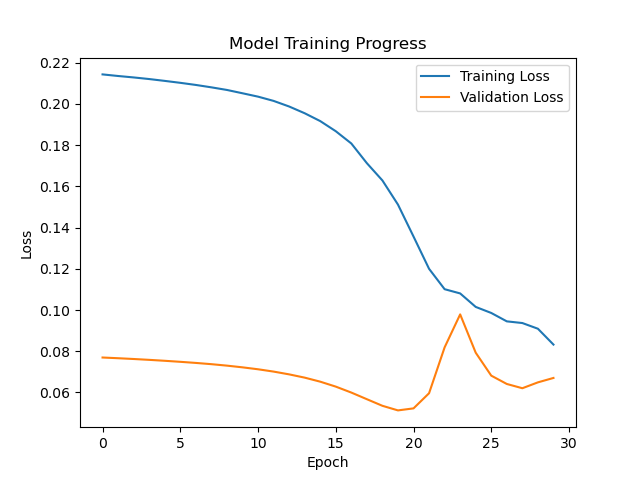 Model Training Progress
Training Loss
Validation Loss
0.22
0.20
0.18
0.16
0.14
0.12
0.10
0.08
0.06
Loss
0 5 10 15 20 25 30
Epoch